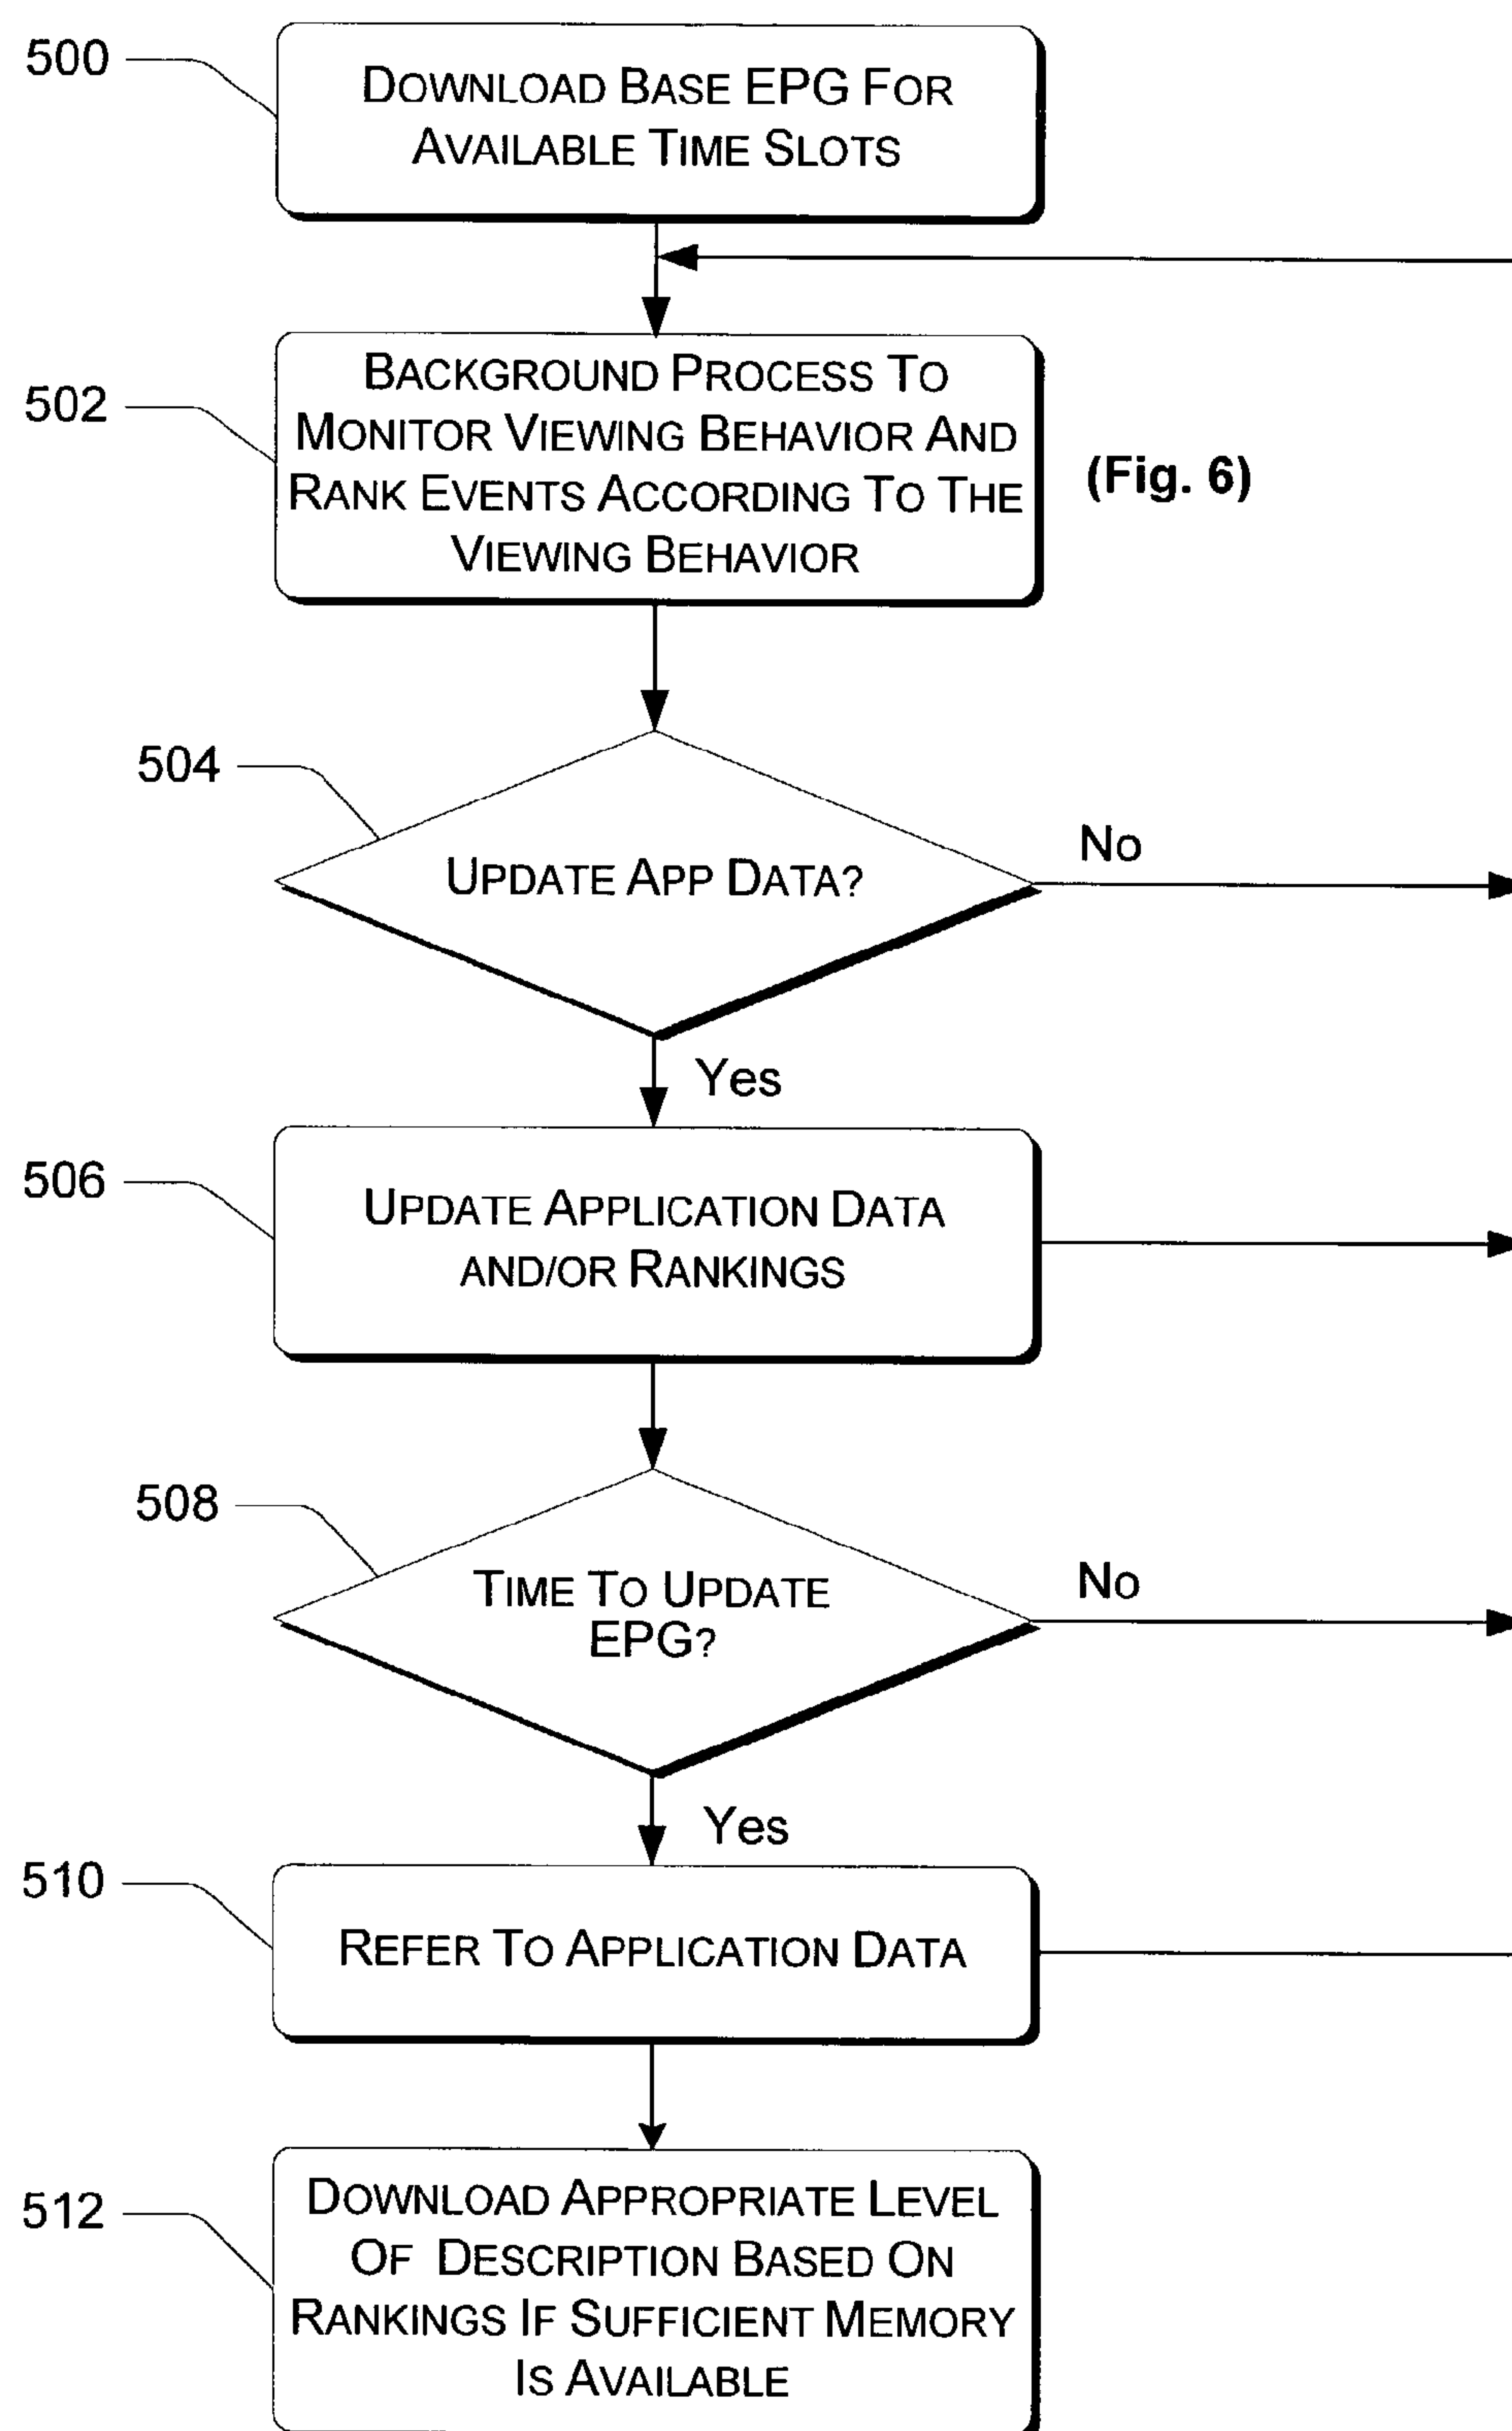 500
DOWNLOAD BASE EPG FOR
AVAILABLE TIME SLOTS
502
BACKGROUND PROCESS TO
MONITOR VIEWING BEHAVIOR AND
RANK EVENTS ACCORDING TO THE
VIEWING BEHAVIOR
(Fig. 6)
504
UPDATE APP DATA?
No
Yes
506
UPDATE APPLICATION DATA
AND/OR RANKINGS
508
TIME TO UPDATE
EPG?
No
Yes
510
REFER TO APPLICATION DATA
512
DOWNLOAD APPROPRIATE LEVEL
OF DESCRIPTION BASED ON
RANKINGS IF SUFFICIENT MEMORY
IS AVAILABLE